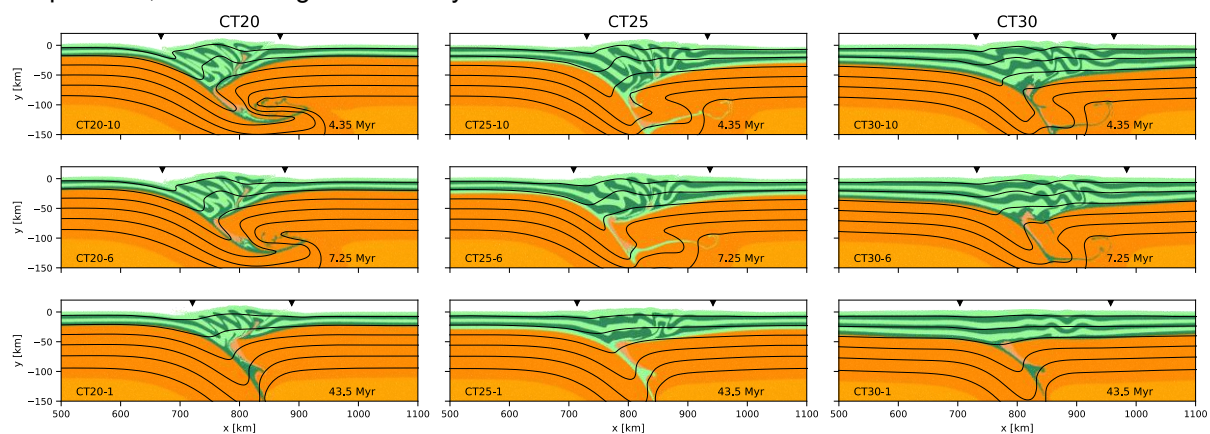 CT20 CT25 CT30
0
−50
−100
−150
y [km]
CT20-10 4.35 Myr
CT25-10 4.35 Myr
CT30-10 4.35 Myr
0
−50
−100
−150
y [km]
CT20-6 7.25 Myr
CT25-6 7.25 Myr
CT30-6 7.25 Myr
0
−50
−100
−150
y [km]
CT20-1 43.5 Myr
CT25-1 43.5 Myr
CT30-1 43.5 Myr
500 600 700 800 900 1000 1100 500 600 700 800 900 1000 1100 500 600 700 800 900 1000 1100
x [km] x [km] x [km]